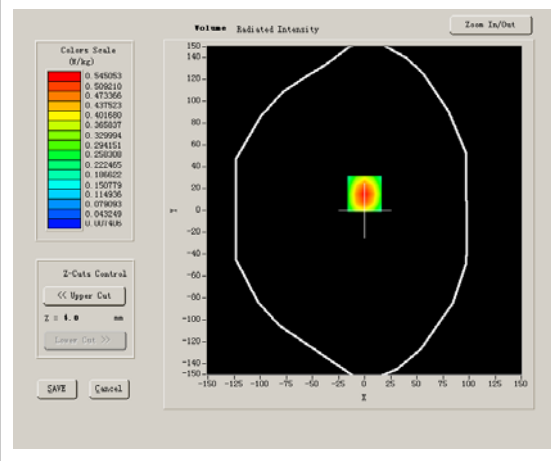 Volume Radiated Intensity
Zoom In/Out
Colors Scale
(W/kg)
0.545053
0.509210
0.473366
0.437523
0.401680
0.365837
0.329994
0.294151
0.258308
0.222465
0.186622
0.150779
0.114936
0.079093
0.043249
0.007406
150
140
120
100
80
60
40
20
0
-20
-40
-60
-80
-100
-120
-140
-150
Y
-150 -125 -100 -75 -50 -25 0 25 50 75 100 125 150
X
Z-Cuts Control
<< Upper Cut
Z = 4.0 mm
Lower Cut >>
SAVE
Cancel